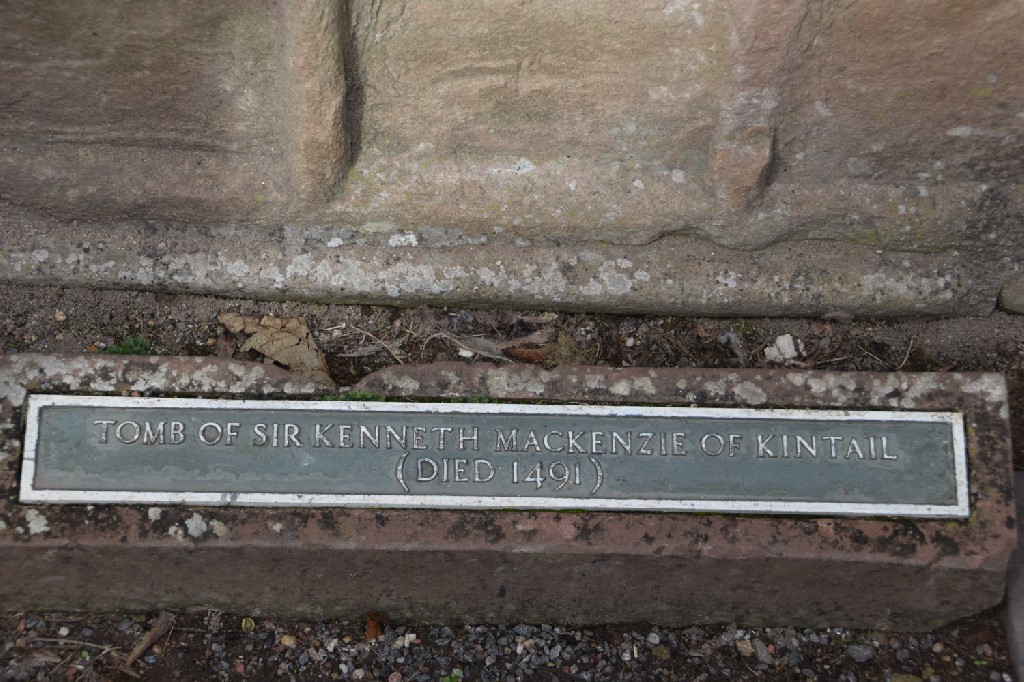 TOMB OF SIR KENNETH MACKENZIE OF KINTAIL
(DIED 1491)